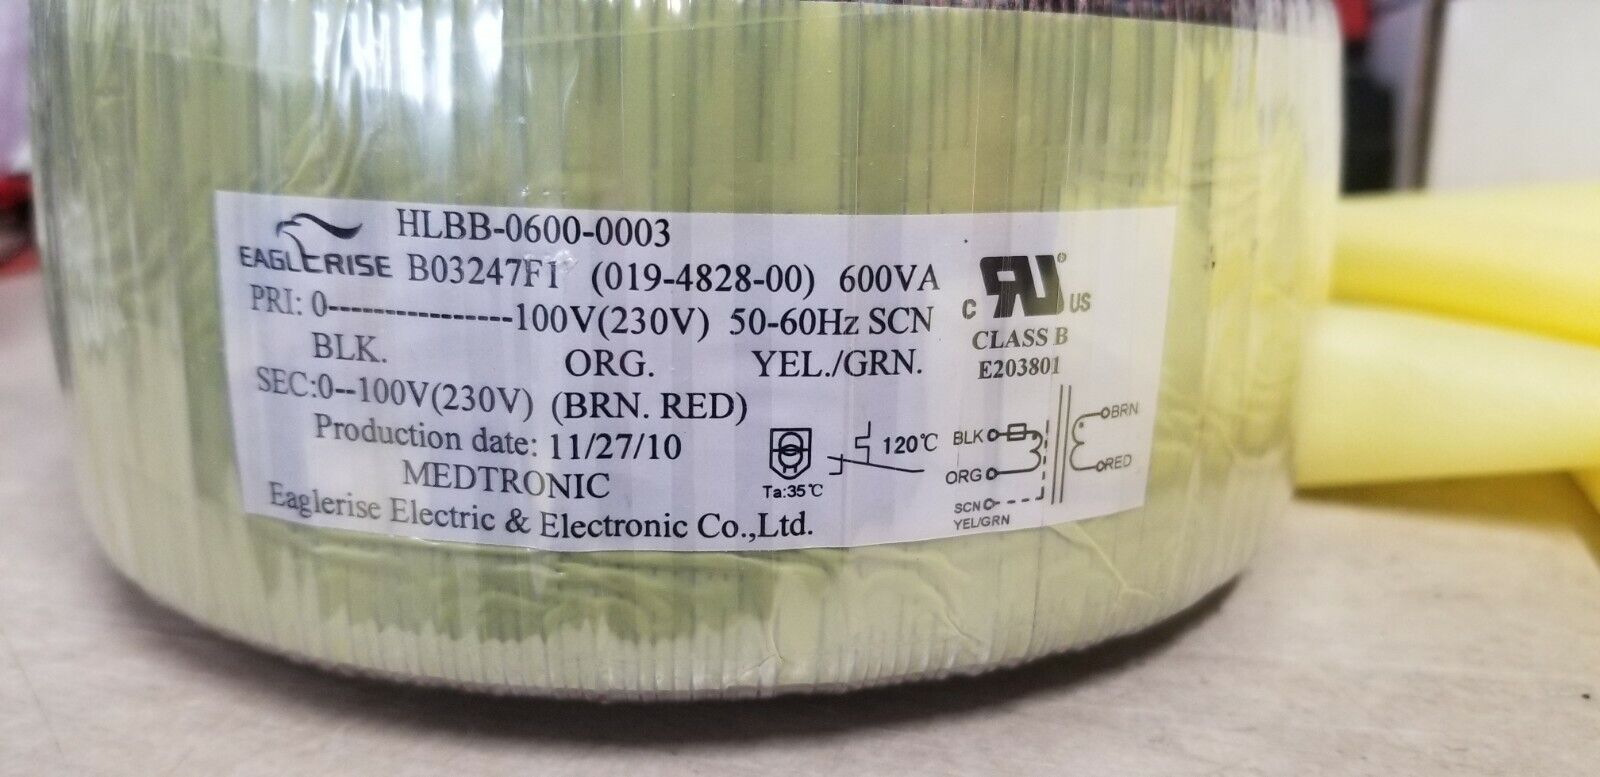 HLBB-0600-0003
EAGLERISE B03247F1 (019-4828-00) 600VA
PRI: 0----------------100V(230V) 50-60Hz SCN
BLK. ORG. YEL./GRN.
SEC:0--100V(230V) (BRN. RED)
Production date: 11/27/10
MEDTRONIC
Eaglerise Electric & Electronic Co.,Ltd.
Ta:35℃
120℃
c RU ® US
CLASS B
E203801
BLK
ORG
SCN
YEL/GRN
BRN
RED